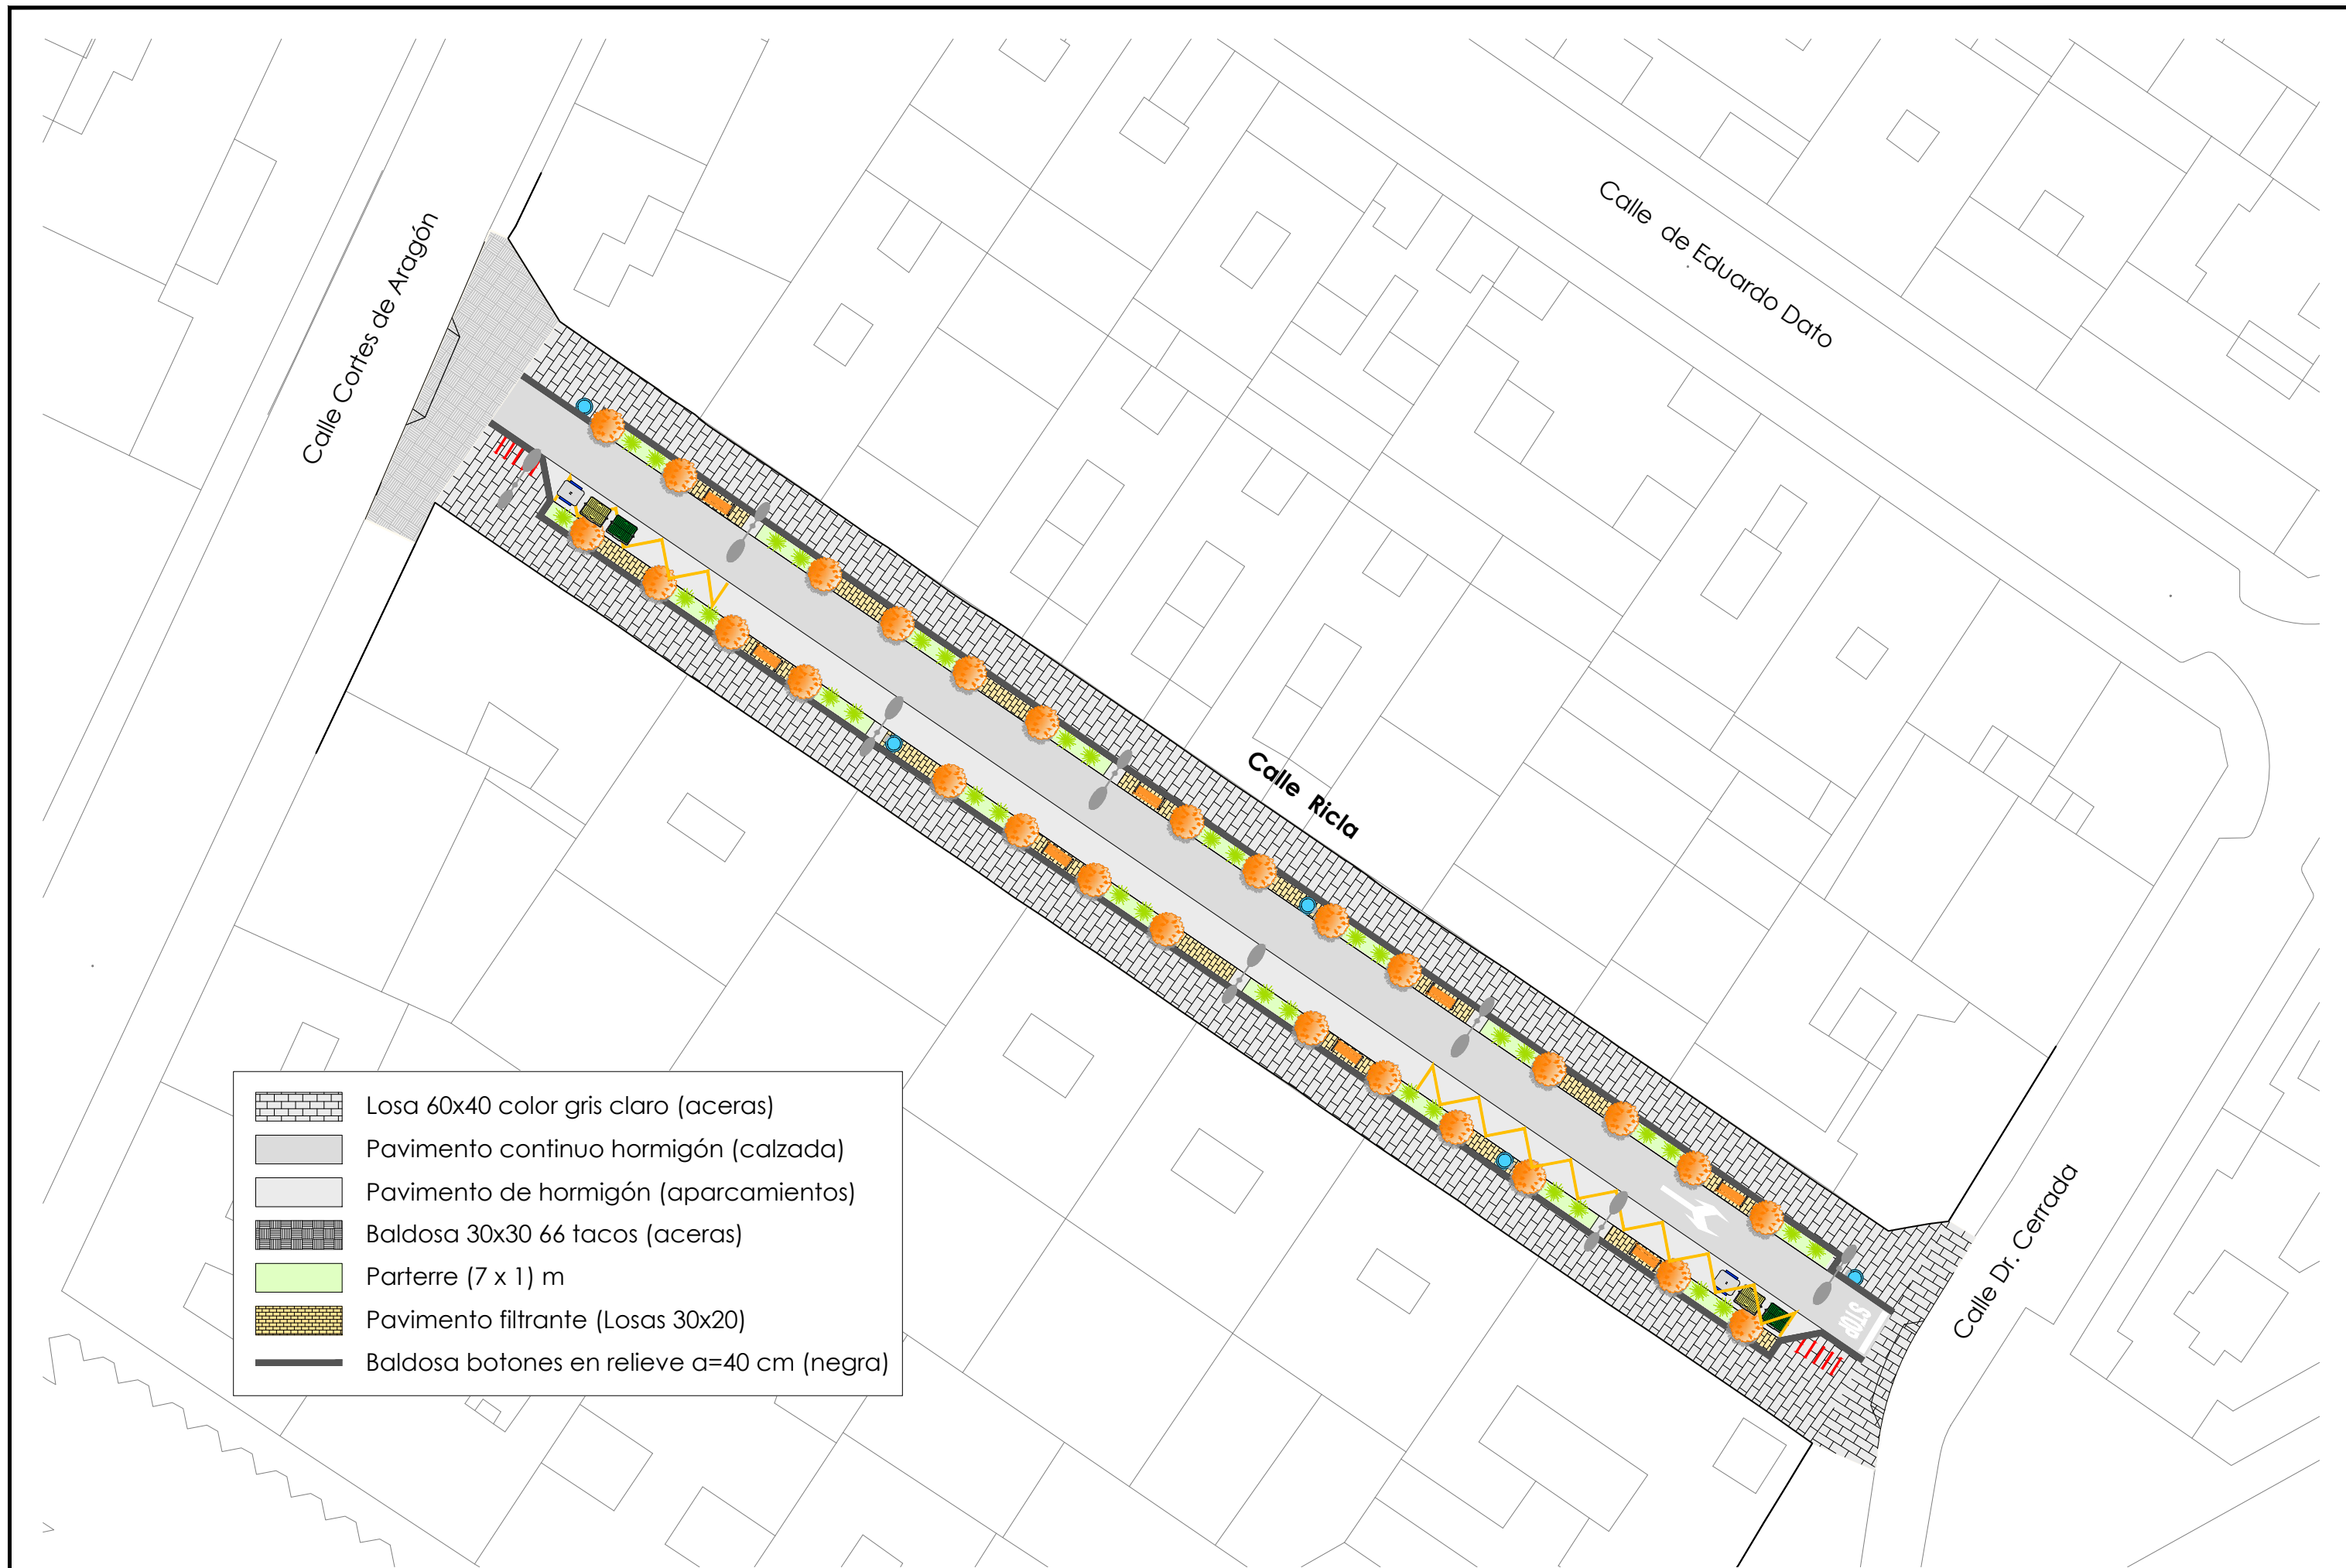 Calle de Eduardo Dato
Calle Cortes de Aragón
Calle Ricla
Calle Dr. Cerrada
STOP
Losa 60x40 color gris claro (aceras)
Pavimento continuo hormigón (calzada)
Pavimento de hormigón (aparcamientos)
Baldosa 30x30 66 tacos (aceras)
Parterre (7 x 1) m
Pavimento filtrante (Losas 30x20)
Baldosa botones en relieve a=40 cm (negra)